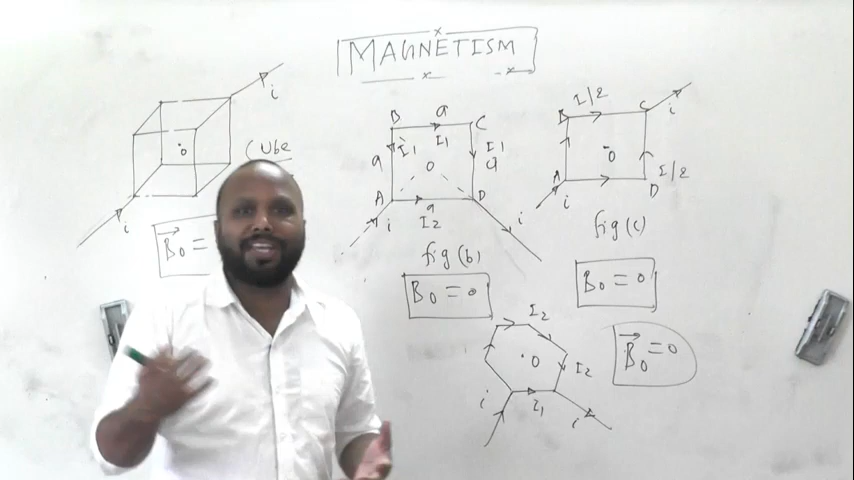 MAGNETISM
i
Cube
i
B0 =
B
a
C
I1
I1
I1
a
a
O
A
D
a
i
I2
i
fig (b)
B0 = 0
I/2
C
i
O
A
D
I/2
i
fig (c)
B0 = 0
I2
O
I2
i
I1
B0 = 0